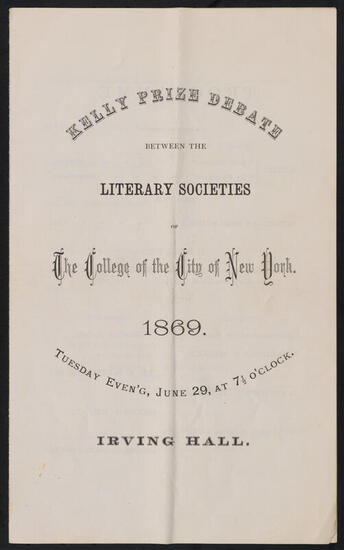 KELLY PRIZE DEBATE
BETWEEN THE
LITERARY SOCIETIES
OF
The College of the City of New York.
1869.
TUESDAY EVEN'G, JUNE 29, AT 7½ O'CLOCK.
IRVING HALL.